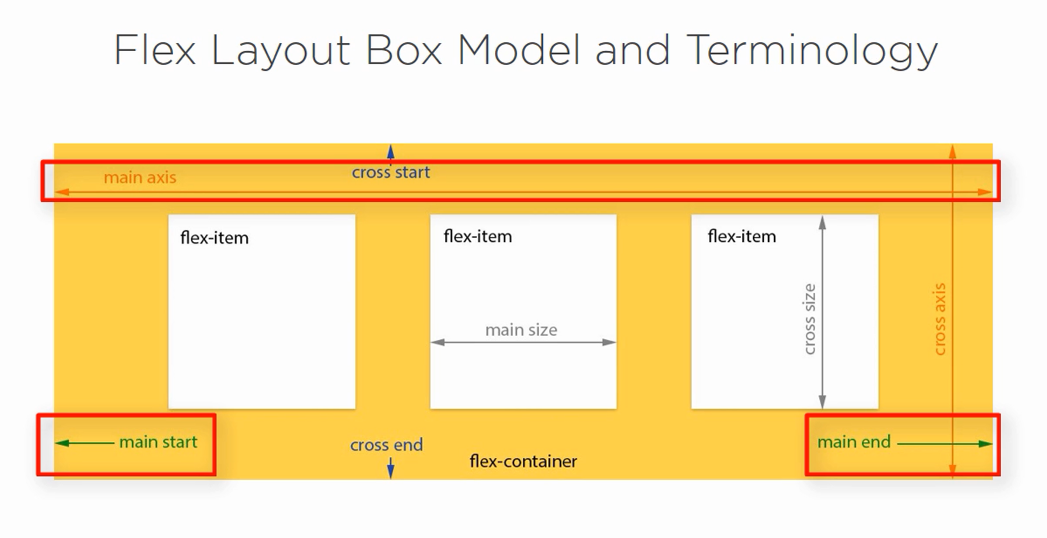 Flex Layout Box Model and Terminology
cross start
main axis
flex-item
flex-item
flex-item
main size
cross size
cross axis
main start
cross end
main end
flex-container